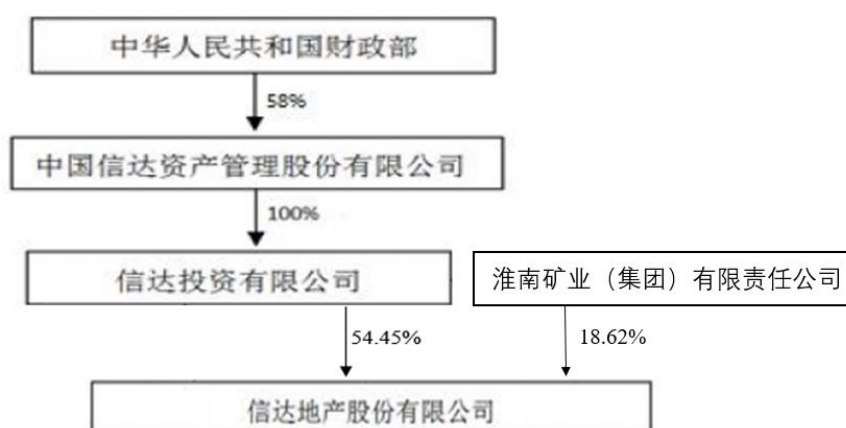 中华人民共和国财政部
58%
中国信达资产管理股份有限公司
100%
信达投资有限公司
淮南矿业（集团）有限责任公司
54.45%
18.62%
信达地产股份有限公司